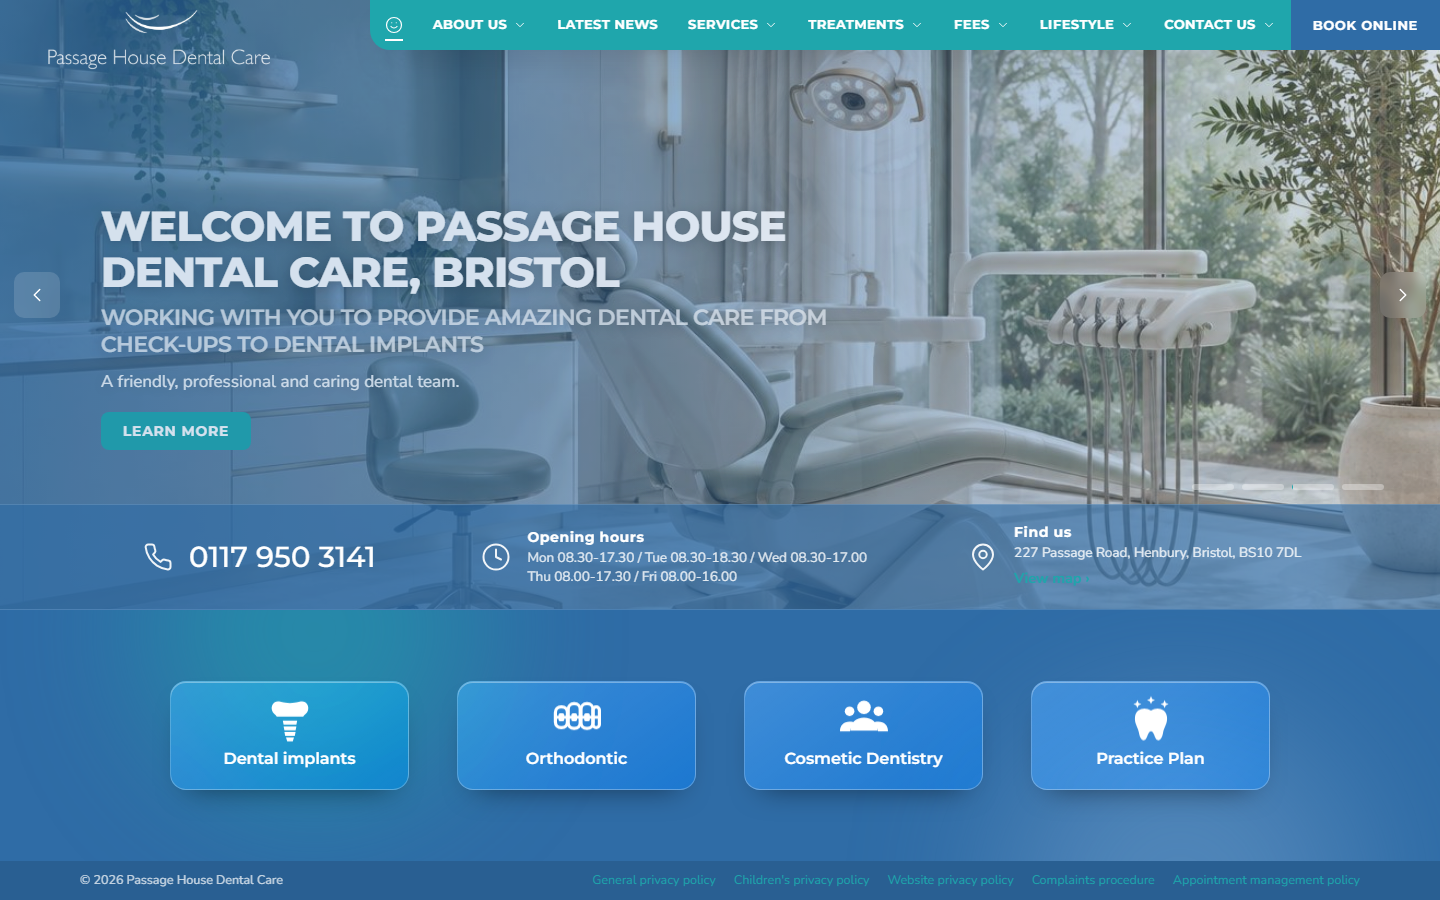 Passage House Dental Care
ABOUT US
LATEST NEWS
SERVICES
TREATMENTS
FEES
LIFESTYLE
CONTACT US
BOOK ONLINE
WELCOME TO PASSAGE HOUSE
DENTAL CARE, BRISTOL
WORKING WITH YOU TO PROVIDE AMAZING DENTAL CARE FROM
CHECK-UPS TO DENTAL IMPLANTS
A friendly, professional and caring dental team.
LEARN MORE
0117 950 3141
Opening hours
Mon 08.30-17.30 / Tue 08.30-18.30 / Wed 08.30-17.00
Thu 08.00-17.30 / Fri 08.00-16.00
Find us
227 Passage Road, Henbury, Bristol, BS10 7DL
View map
Dental implants
Orthodontic
Cosmetic Dentistry
Practice Plan
© 2026 Passage House Dental Care
General privacy policy
Children's privacy policy
Website privacy policy
Complaints procedure
Appointment management policy